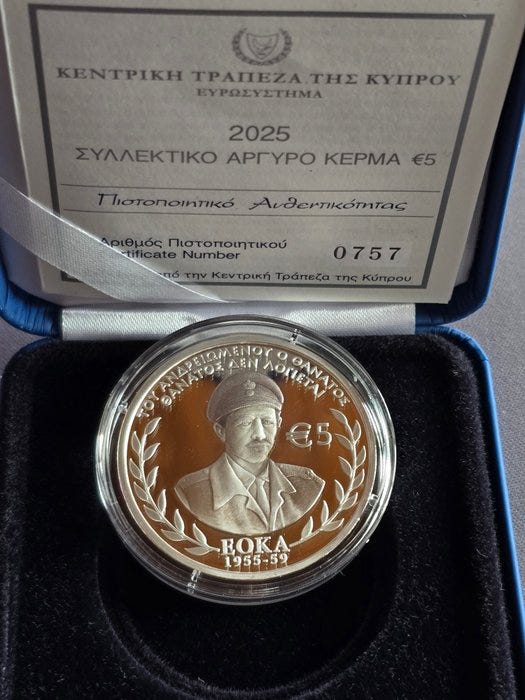 ΚΕΝΤΡΙΚΗ ΤΡΑΠΕΖΑ ΤΗΣ ΚΥΠΡΟΥ
ΕΥΡΩΣΥΣΤΗΜΑ
2025
ΣΥΛΛΕΚΤΙΚΟ ΑΡΓΥΡΟ ΚΕΡΜΑ €5
Πιστοποιητικό Αυθεντικότητας
Αριθμός Πιστοποιητικού
Certificate Number
0757
από την Κεντρική Τράπεζα της Κύπρου
ΤΟΥ ΑΝΔΡΕΙΩΜΕΝΟΥ Ο ΘΑΝΑΤΟΣ
ΘΑΝΑΤΟΣ ΔΕΝ ΛΟΓΙΕΤΑΙ
€5
ΕΟΚΑ
1955-59